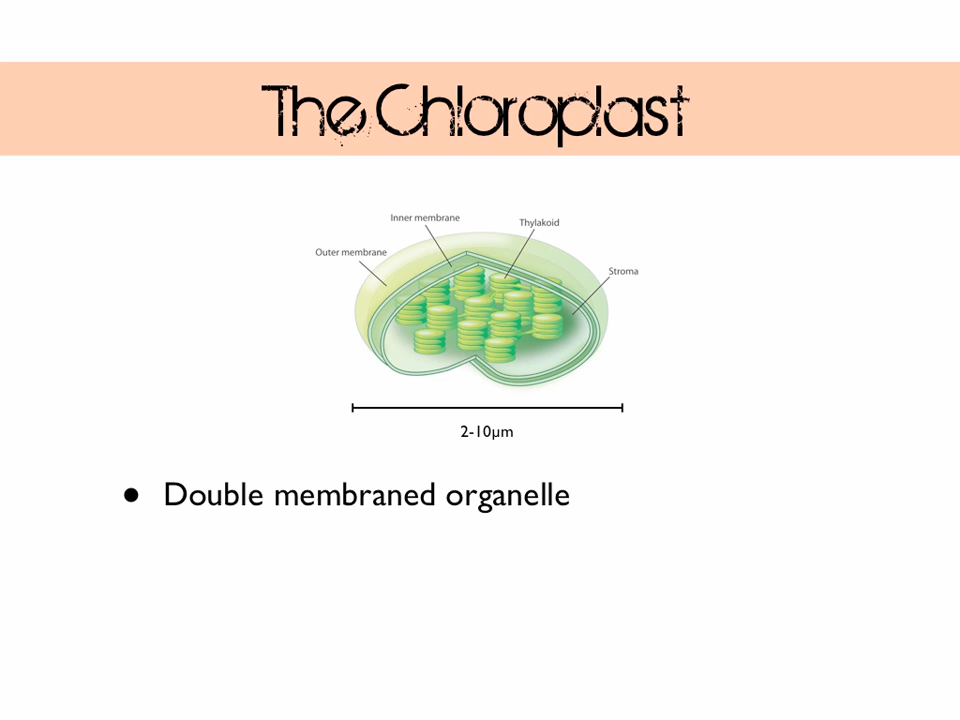 The Chloroplast
Inner membrane
Thylakoid
Outer membrane
Stroma
2-10µm
• Double membraned organelle